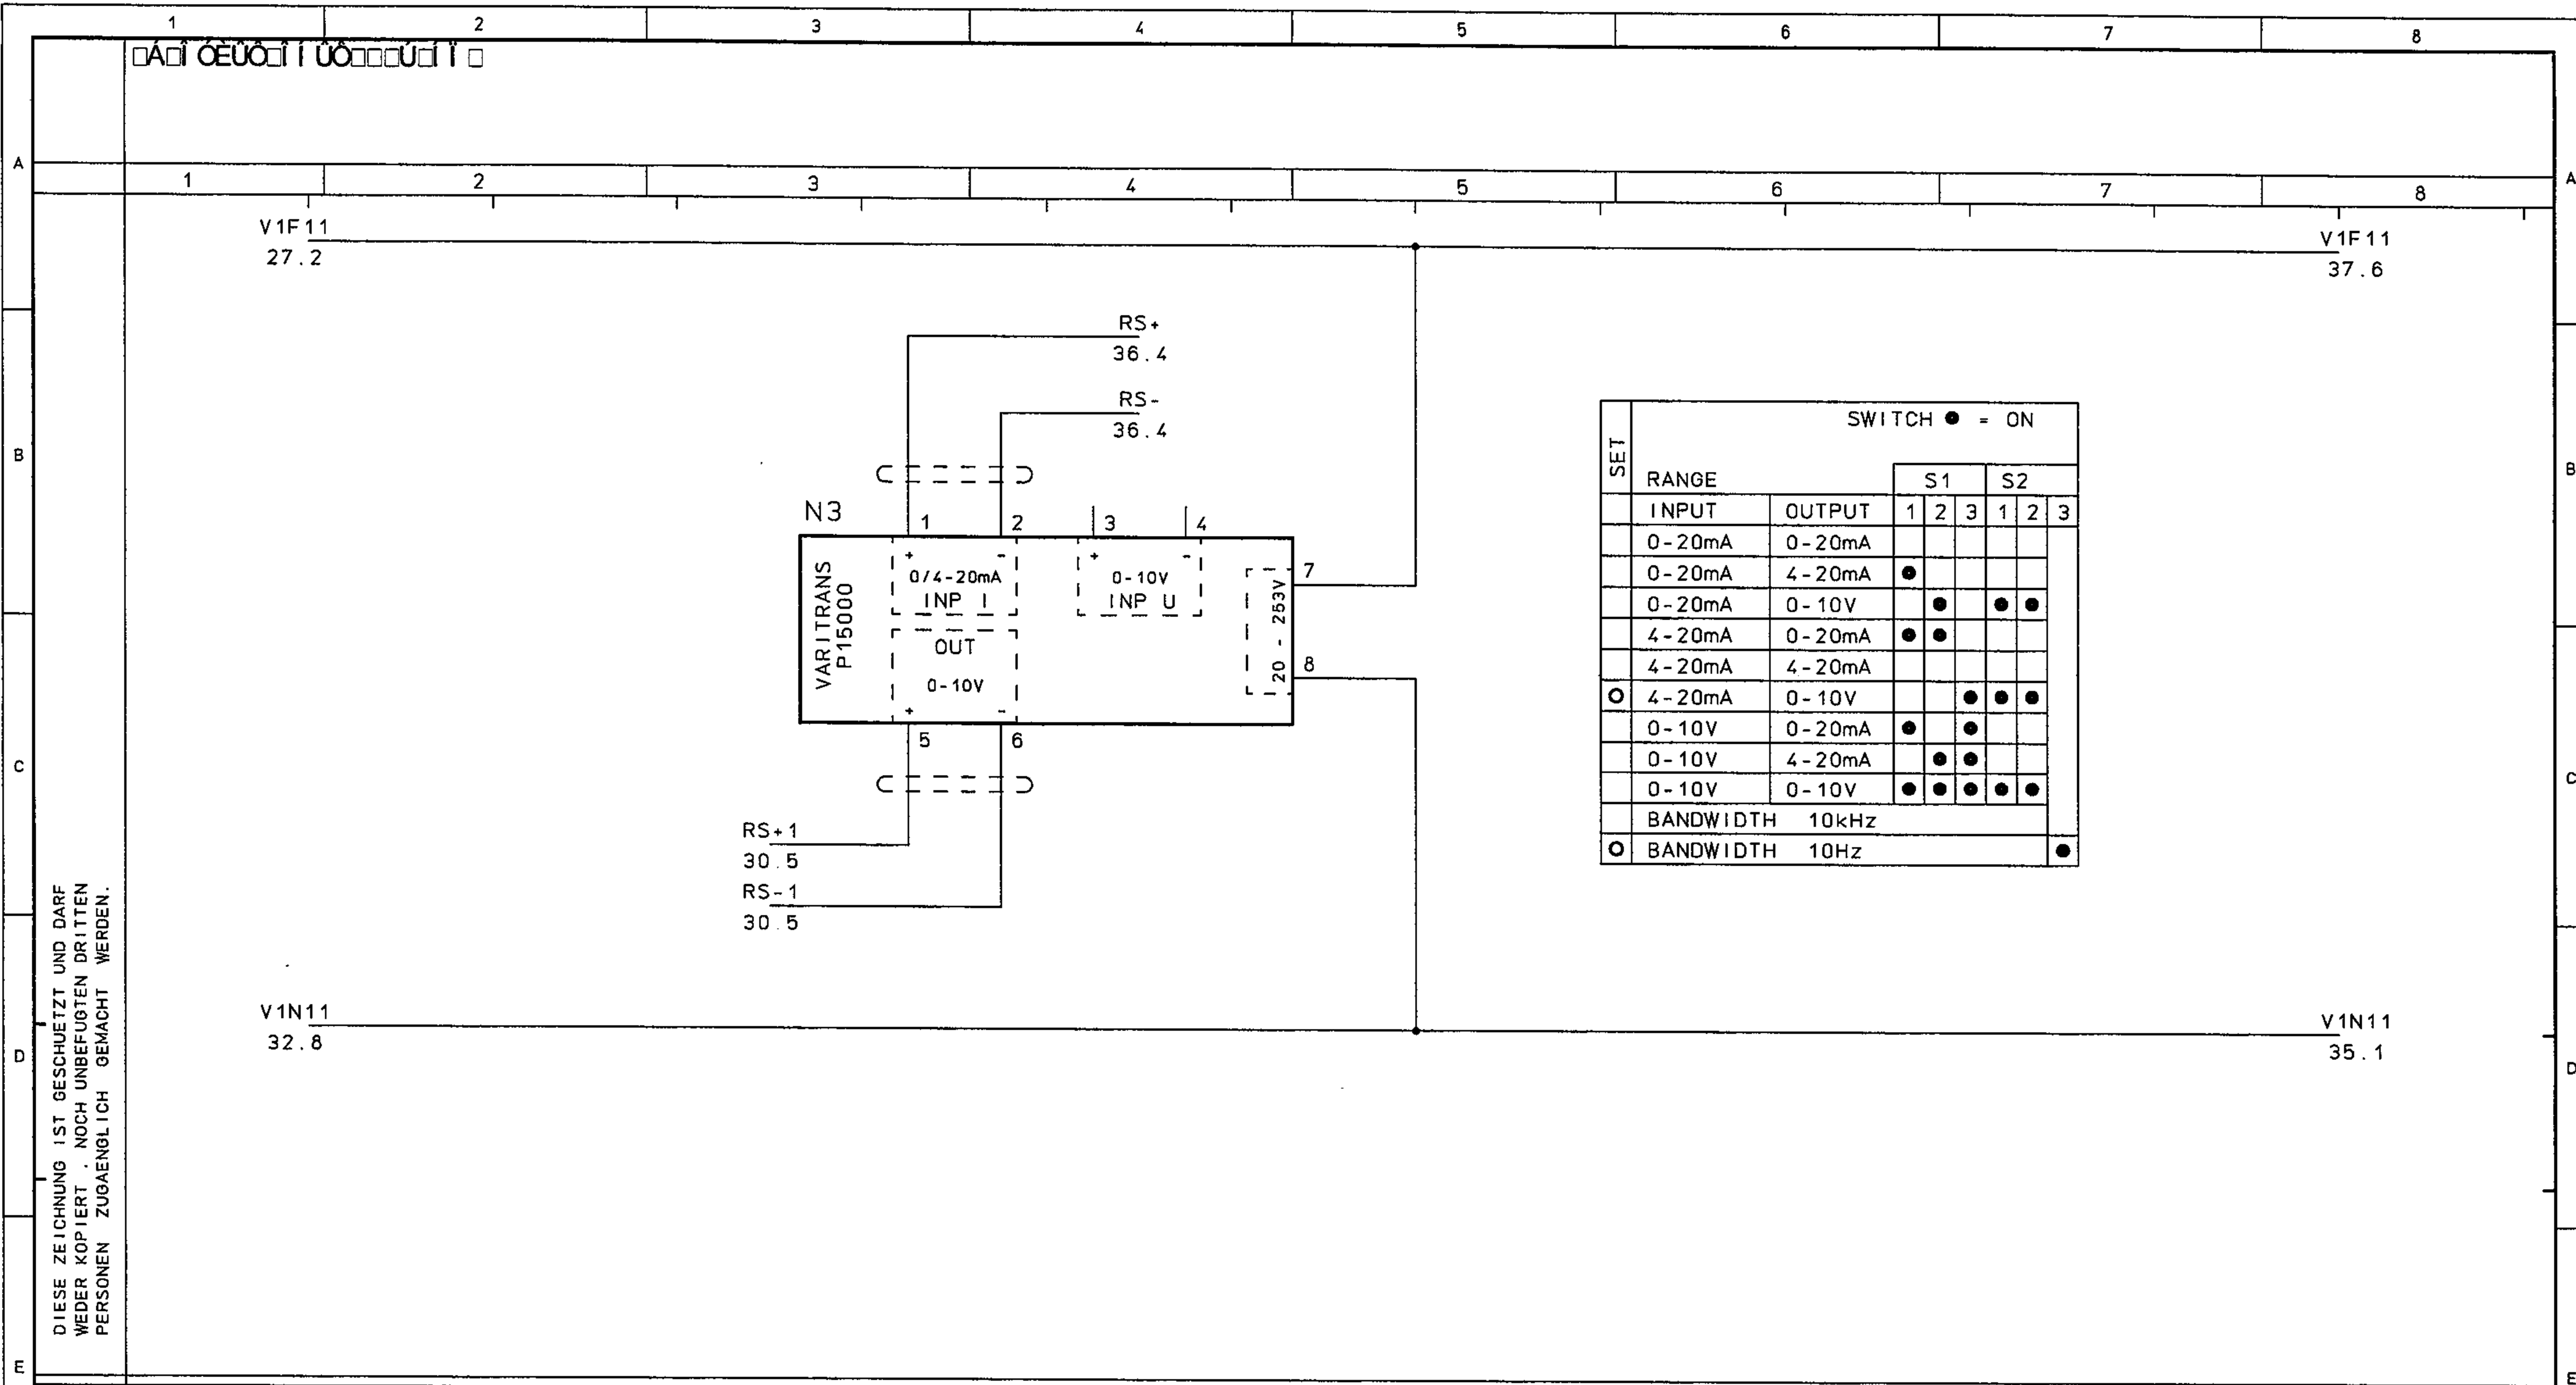 1 2 3 4 5 6 7 8
A A
1 2 3 4 5 6 7 8
V1F11
27.2
V1F11
37.6
RS+
36.4
RS-
36.4
B B
N3
1 2 3 4
VARITRANS
P15000
+ -
0/4-20mA
INP I
+ -
0-10V
INP U
OUT
0-10V
+ -
20 - 253V
7
8
5 6
C C
RS+1
30.5
RS-1
30.5
SET
SWITCH ● = ON
RANGE S1 S2
INPUT OUTPUT 1 2 3 1 2 3
0-20mA 0-20mA
0-20mA 4-20mA ●
0-20mA 0-10V ● ● ●
4-20mA 0-20mA ● ●
4-20mA 4-20mA
O 4-20mA 0-10V ● ● ●
0-10V 0-20mA ● ●
0-10V 4-20mA ● ●
0-10V 0-10V ● ● ● ● ●
BANDWIDTH 10kHz
O BANDWIDTH 10Hz ●
V1N11
32.8
V1N11
35.1
D D
DIESE ZEICHNUNG IST GESCHUETZT UND DARF
WEDER KOPIERT , NOCH UNBEFUGTEN DRITTEN
PERSONEN ZUGAENGLICH GEMACHT WERDEN.
E E